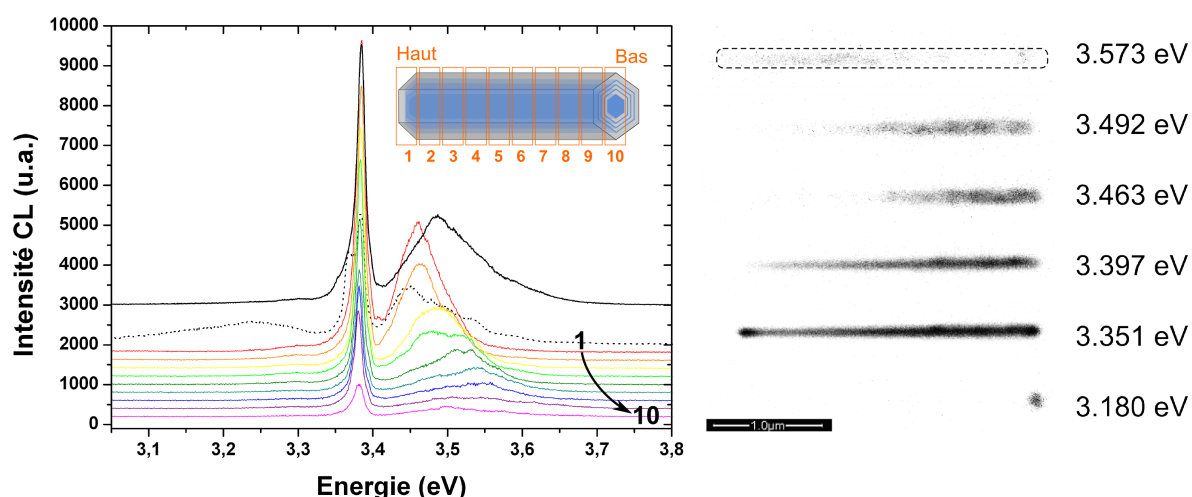 10000
9000
8000
7000
6000
5000
4000
3000
2000
1000
0
Intensité CL (u.a.)
3,1 3,2 3,3 3,4 3,5 3,6 3,7 3,8
Energie (eV)
Haut Bas
1 2 3 4 5 6 7 8 9 10
1
10
3.573 eV
3.492 eV
3.463 eV
3.397 eV
3.351 eV
3.180 eV
1.0µm